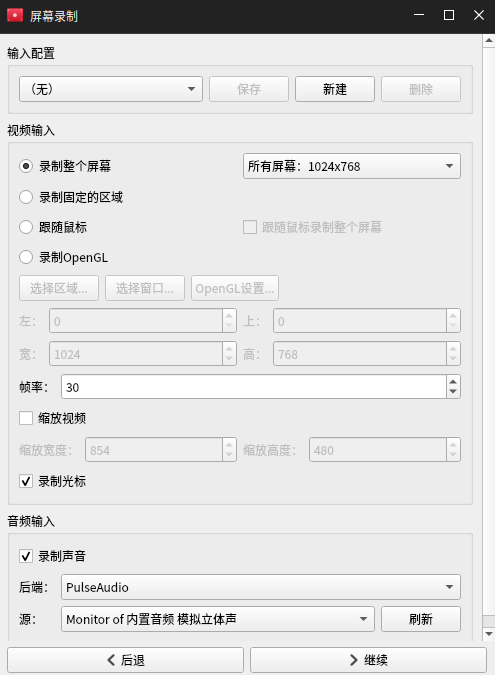 屏幕录制
输入配置
（无） 保存 新建 删除
视频输入
录制整个屏幕 所有屏幕：1024x768
录制固定的区域
跟随鼠标 跟随鼠标录制整个屏幕
录制OpenGL
选择区域... 选择窗口... OpenGL设置...
左： 0 上： 0
宽： 1024 高： 768
帧率： 30
缩放视频
缩放宽度： 854 缩放高度： 480
录制光标
音频输入
录制声音
后端： PulseAudio
源： Monitor of 内置音频 模拟立体声 刷新
后退 继续